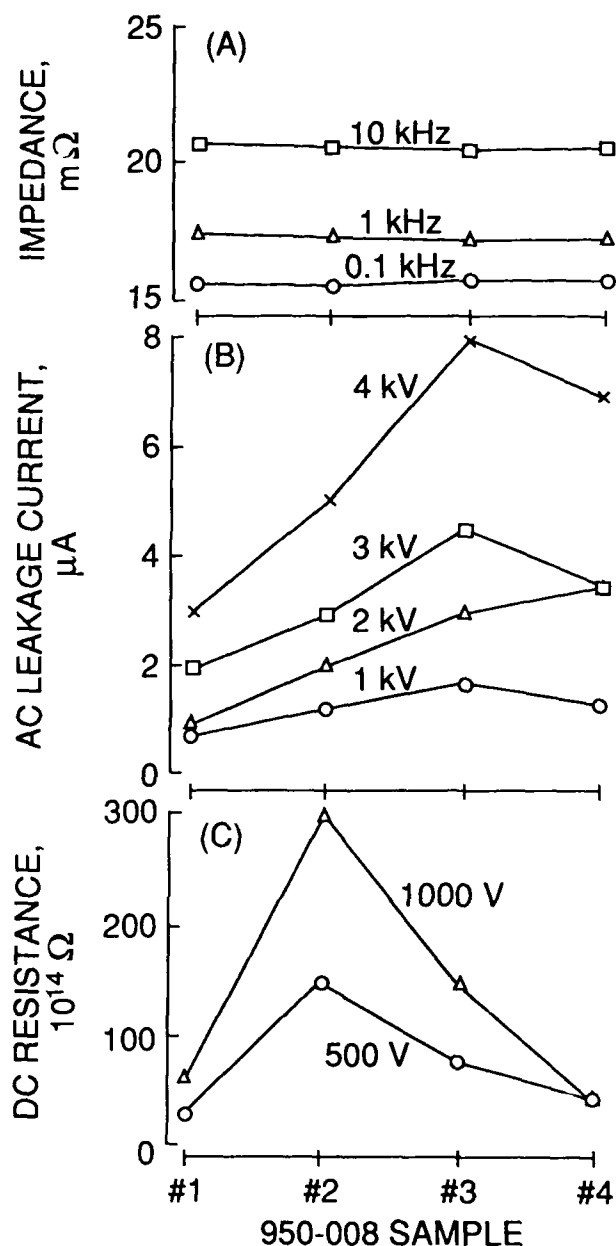 (A)
25
20
15
IMPEDANCE,
mΩ
10 kHz
1 kHz
0.1 kHz
(B)
8
6
4
2
0
AC LEAKAGE CURRENT,
μA
4 kV
3 kV
2 kV
1 kV
(C)
300
200
100
0
DC RESISTANCE,
10¹⁴ Ω
1000 V
500 V
#1 #2 #3 #4
950-008 SAMPLE